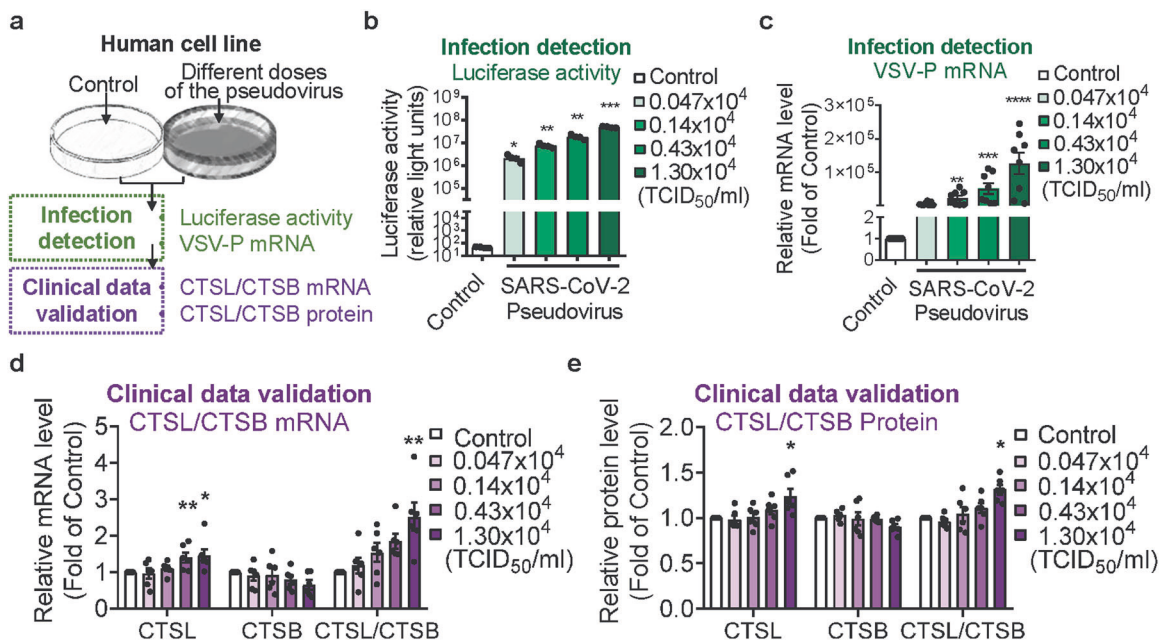 a
Human cell line
Control
Different doses
of the pseudovirus
Infection
detection
Luciferase activity
VSV-P mRNA
Clinical data
validation
CTSL/CTSB mRNA
CTSL/CTSB protein
b
Infection detection
Luciferase activity
Luciferase activity
(relative light units)
10⁹
10⁸
10⁷
10⁶
10⁵
10⁴
10³
10²
10¹
*
**
**
***
Control
SARS-CoV-2
Pseudovirus
Control
0.047x10⁴
0.14x10⁴
0.43x10⁴
1.30x10⁴
(TCID₅₀/ml)
c
Infection detection
VSV-P mRNA
Relative mRNA level
(Fold of Control)
3×10⁵
2×10⁵
1×10⁵
2
1
0
**
***
****
Control
SARS-CoV-2
Pseudovirus
Control
0.047x10⁴
0.14x10⁴
0.43x10⁴
1.30x10⁴
(TCID₅₀/ml)
d
Clinical data validation
CTSL/CTSB mRNA
Relative mRNA level
(Fold of Control)
5
4
3
2
1
0
**
*
**
CTSL
CTSB
CTSL/CTSB
Control
0.047x10⁴
0.14x10⁴
0.43x10⁴
1.30x10⁴
(TCID₅₀/ml)
e
Clinical data validation
CTSL/CTSB Protein
Relative protein level
(Fold of Control)
2.0
1.5
1.0
0.5
0.0
*
*
CTSL
CTSB
CTSL/CTSB
Control
0.047x10⁴
0.14x10⁴
0.43x10⁴
1.30x10⁴
(TCID₅₀/ml)